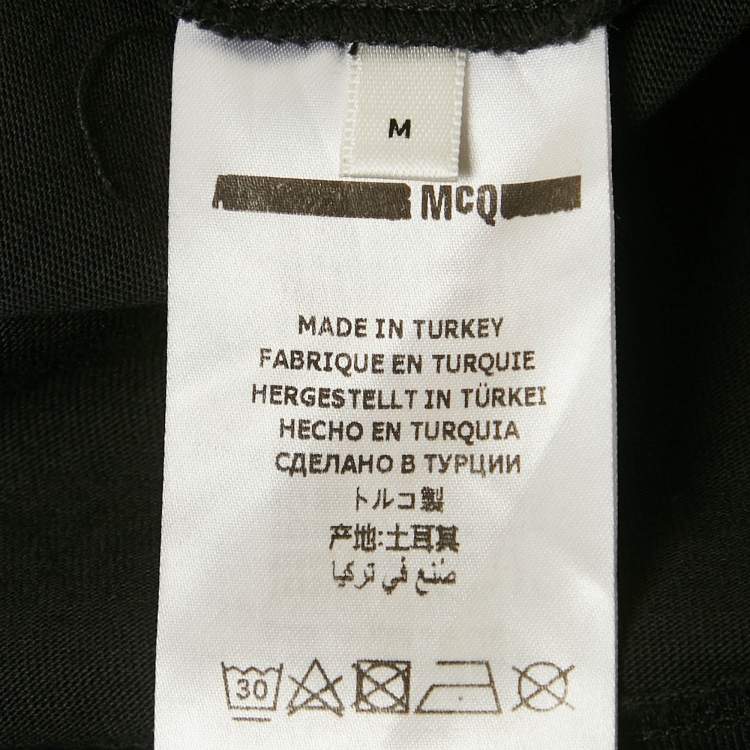 M
McQ
MADE IN TURKEY
FABRIQUE EN TURQUIE
HERGESTELLT IN TÜRKEI
HECHO EN TURQUIA
СДЕЛАНО В ТУРЦИИ
トルコ製
产地:土耳其
صُنع في تركيا
30